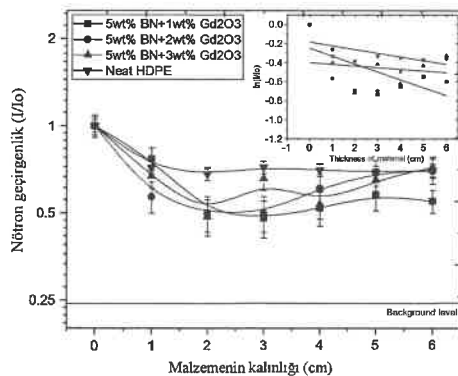 5wt% BN+1wt% Gd2O3
5wt% BN+2wt% Gd2O3
5wt% BN+3wt% Gd2O3
Neat HDPE
Nötron geçirgenlik (I/Io)
2
1
0.5
0.25
0 1 2 3 4 5 6
Malzemenin kalınlığı (cm)
Background level
ln(I/Io)
0.0
-0.2
-0.4
-0.6
-0.8
-1.0
-1.2
-1 0 1 2 3 4 5 6
Thickness of material (cm)